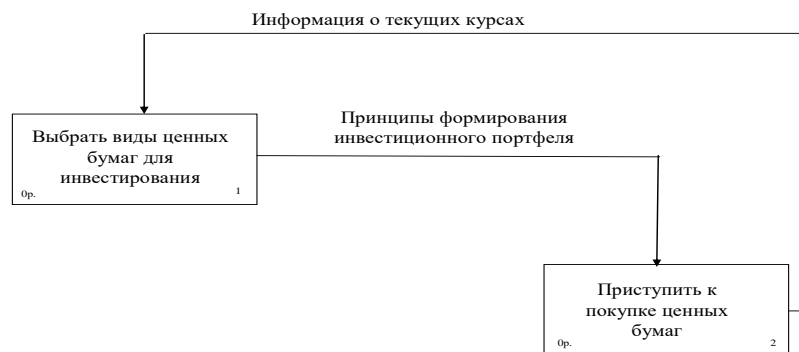 Информация о текущих курсах
Принципы формирования
инвестиционного портфеля
Выбрать виды ценных
бумаг для
инвестирования
0р.
1
Приступить к
покупке ценных
бумаг
0р.
2